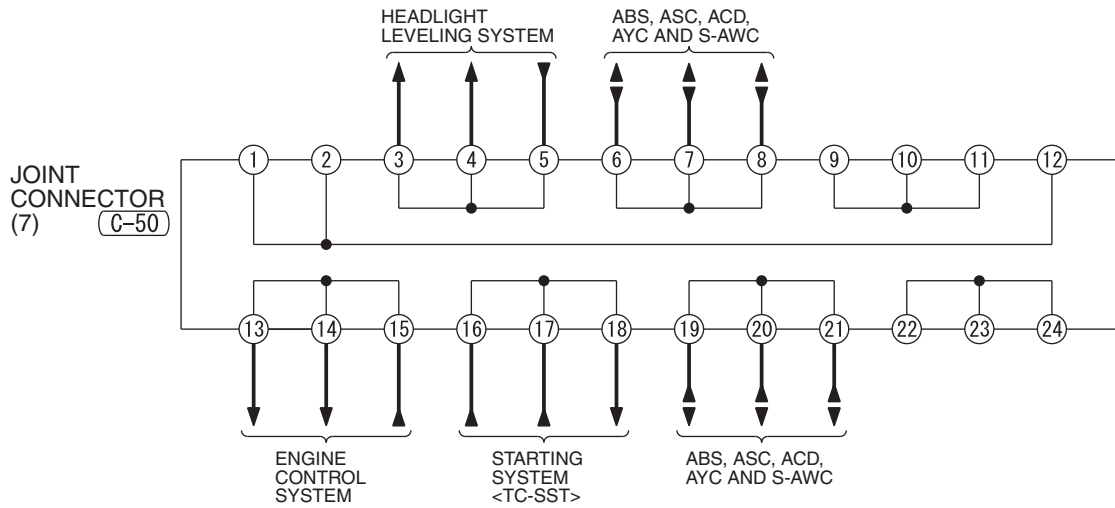 HEADLIGHT
LEVELING SYSTEM
ABS, ASC, ACD,
AYC AND S-AWC
1 2 3 4 5 6 7 8 9 10 11 12
JOINT
CONNECTOR
(7) C-50
13 14 15 16 17 18 19 20 21 22 23 24
ENGINE
CONTROL
SYSTEM
STARTING
SYSTEM
<TC-SST>
ABS, ASC, ACD,
AYC AND S-AWC